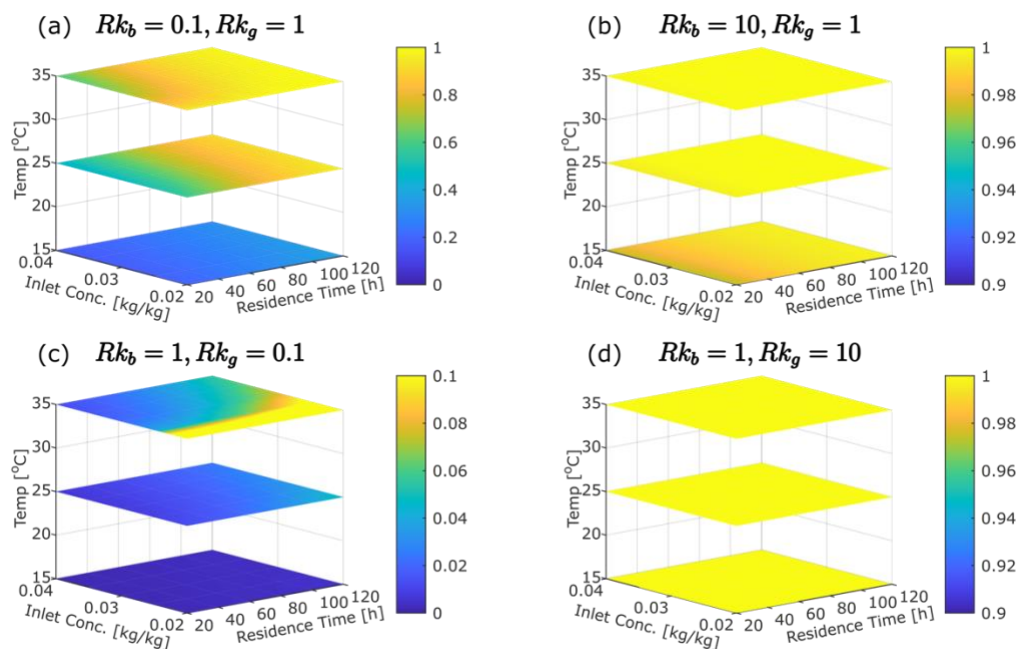 (a) Rk_b = 0.1, Rk_g = 1
35
30
25
20
15
Temp [°C]
0.04
0.03
0.02
Inlet Conc. [kg/kg]
20 40 60 80 100 120
Residence Time [h]
1
0.8
0.6
0.4
0.2
0
(b) Rk_b = 10, Rk_g = 1
35
30
25
20
15
Temp [°C]
0.04
0.03
0.02
Inlet Conc. [kg/kg]
20 40 60 80 100 120
Residence Time [h]
1
0.98
0.96
0.94
0.92
0.9
(c) Rk_b = 1, Rk_g = 0.1
35
30
25
20
15
Temp [°C]
0.04
0.03
0.02
Inlet Conc. [kg/kg]
20 40 60 80 100 120
Residence Time [h]
0.1
0.08
0.06
0.04
0.02
0
(d) Rk_b = 1, Rk_g = 10
35
30
25
20
15
Temp [°C]
0.04
0.03
0.02
Inlet Conc. [kg/kg]
20 40 60 80 100 120
Residence Time [h]
1
0.98
0.96
0.94
0.92
0.9